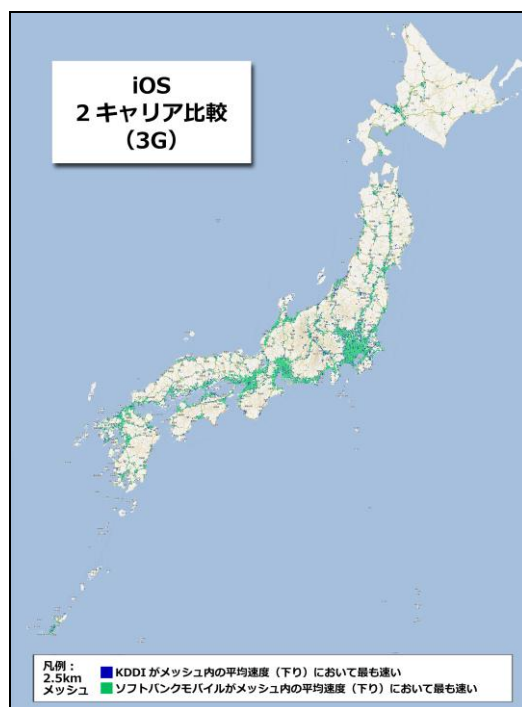 iOS
2キャリア比較
（3G）
凡例：
2.5km
メッシュ
KDDIがメッシュ内の平均速度（下り）において最も速い
ソフトバンクモバイルがメッシュ内の平均速度（下り）において最も速い